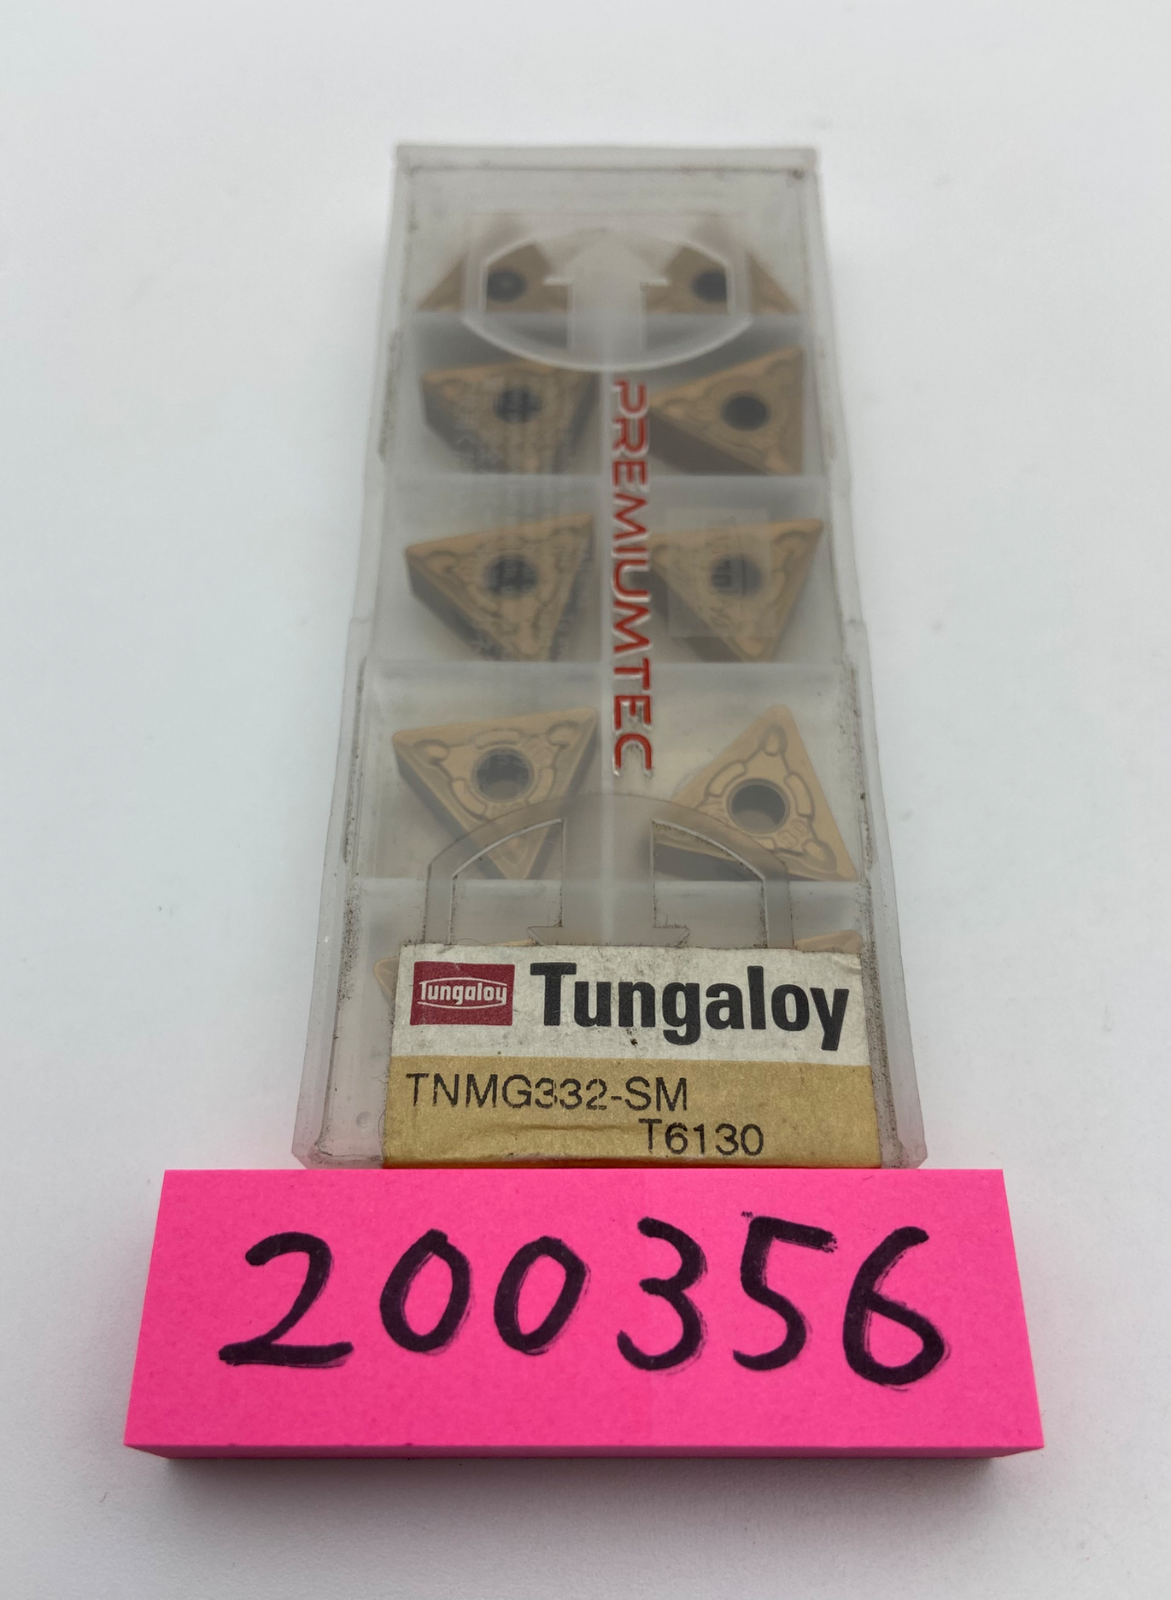 PREMIUMTEC
Tungaloy Tungaloy
TNMG332-SM
T6130
200356